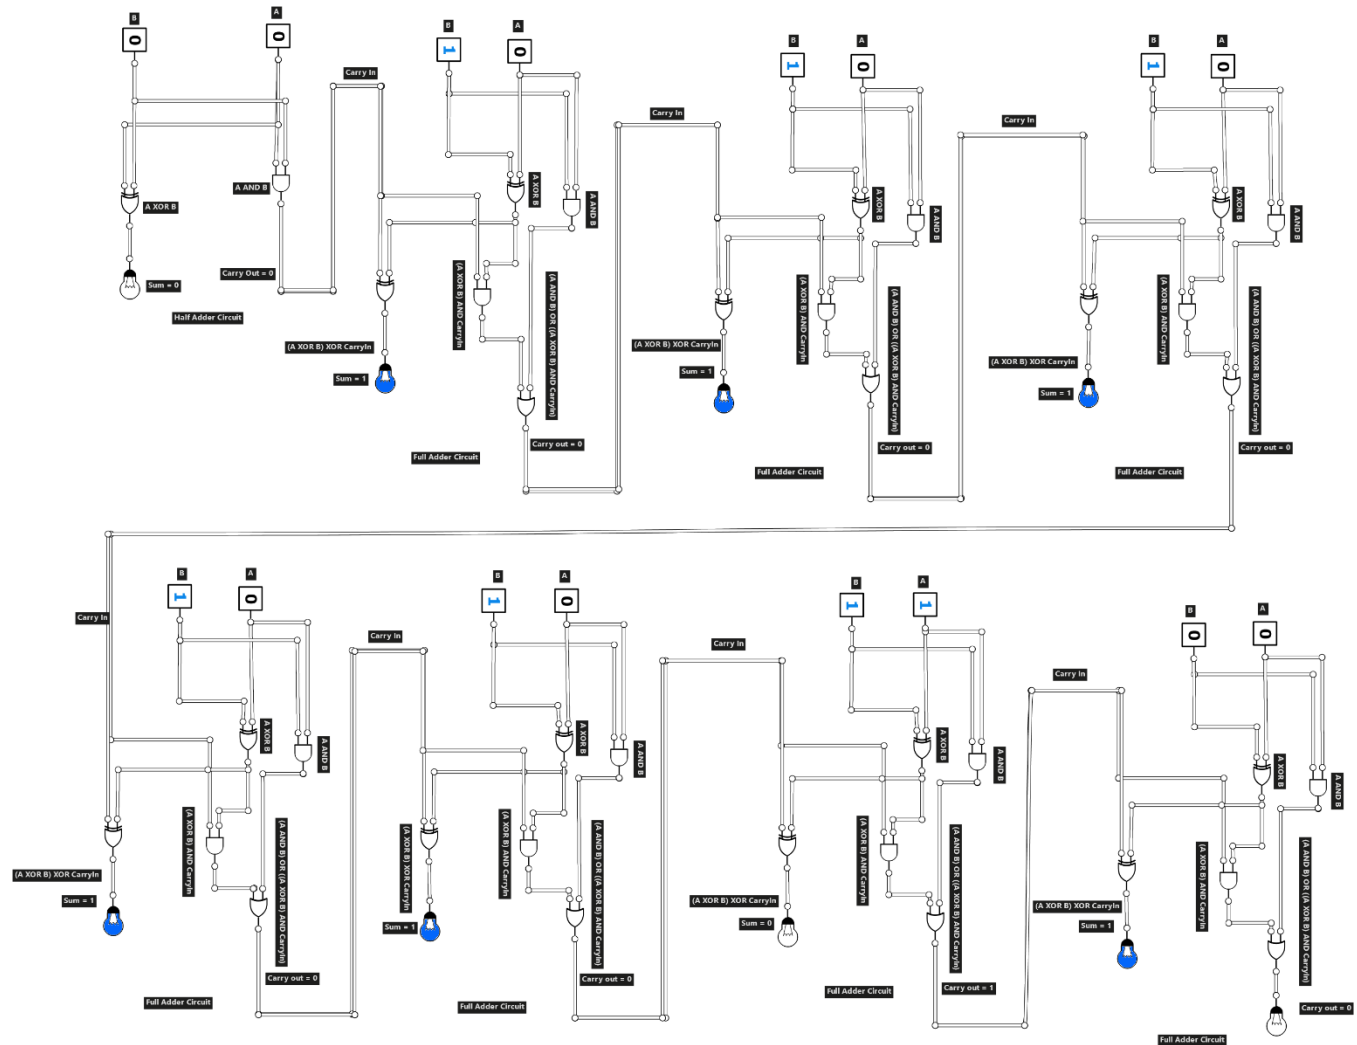 B
A
0
0
A XOR B
A AND B
Sum = 0
Carry Out = 0
Half Adder Circuit
Carry In
B
A
1
0
A XOR B
A AND B
(A XOR B) AND CarryIn
(A AND B) OR ((A XOR B) AND CarryIn)
(A XOR B) XOR CarryIn
Sum = 1
Carry out = 0
Full Adder Circuit
Carry In
B
A
1
0
A XOR B
A AND B
(A XOR B) AND CarryIn
(A AND B) OR ((A XOR B) AND CarryIn)
(A XOR B) XOR CarryIn
Sum = 1
Carry out = 0
Full Adder Circuit
Carry In
B
A
1
0
A XOR B
A AND B
(A XOR B) AND CarryIn
(A AND B) OR ((A XOR B) AND CarryIn)
(A XOR B) XOR CarryIn
Sum = 1
Carry out = 0
Full Adder Circuit
Carry In
B
A
1
0
A XOR B
A AND B
(A XOR B) AND CarryIn
(A AND B) OR ((A XOR B) AND CarryIn)
(A XOR B) XOR CarryIn
Sum = 1
Carry out = 0
Full Adder Circuit
Carry In
B
A
1
0
A XOR B
A AND B
(A XOR B) XOR CarryIn
(A XOR B) AND CarryIn
(A AND B) OR ((A XOR B) AND CarryIn)
Sum = 1
Carry out = 0
Full Adder Circuit
Carry In
B
A
1
1
A XOR B
A AND B
(A XOR B) AND CarryIn
(A AND B) OR ((A XOR B) AND CarryIn)
(A XOR B) XOR CarryIn
Sum = 0
Carry out = 1
Full Adder Circuit
Carry In
B
A
0
0
A XOR B
A AND B
(A XOR B) AND CarryIn
(A AND B) OR ((A XOR B) AND CarryIn)
(A XOR B) XOR CarryIn
Sum = 1
Carry out = 0
Full Adder Circuit